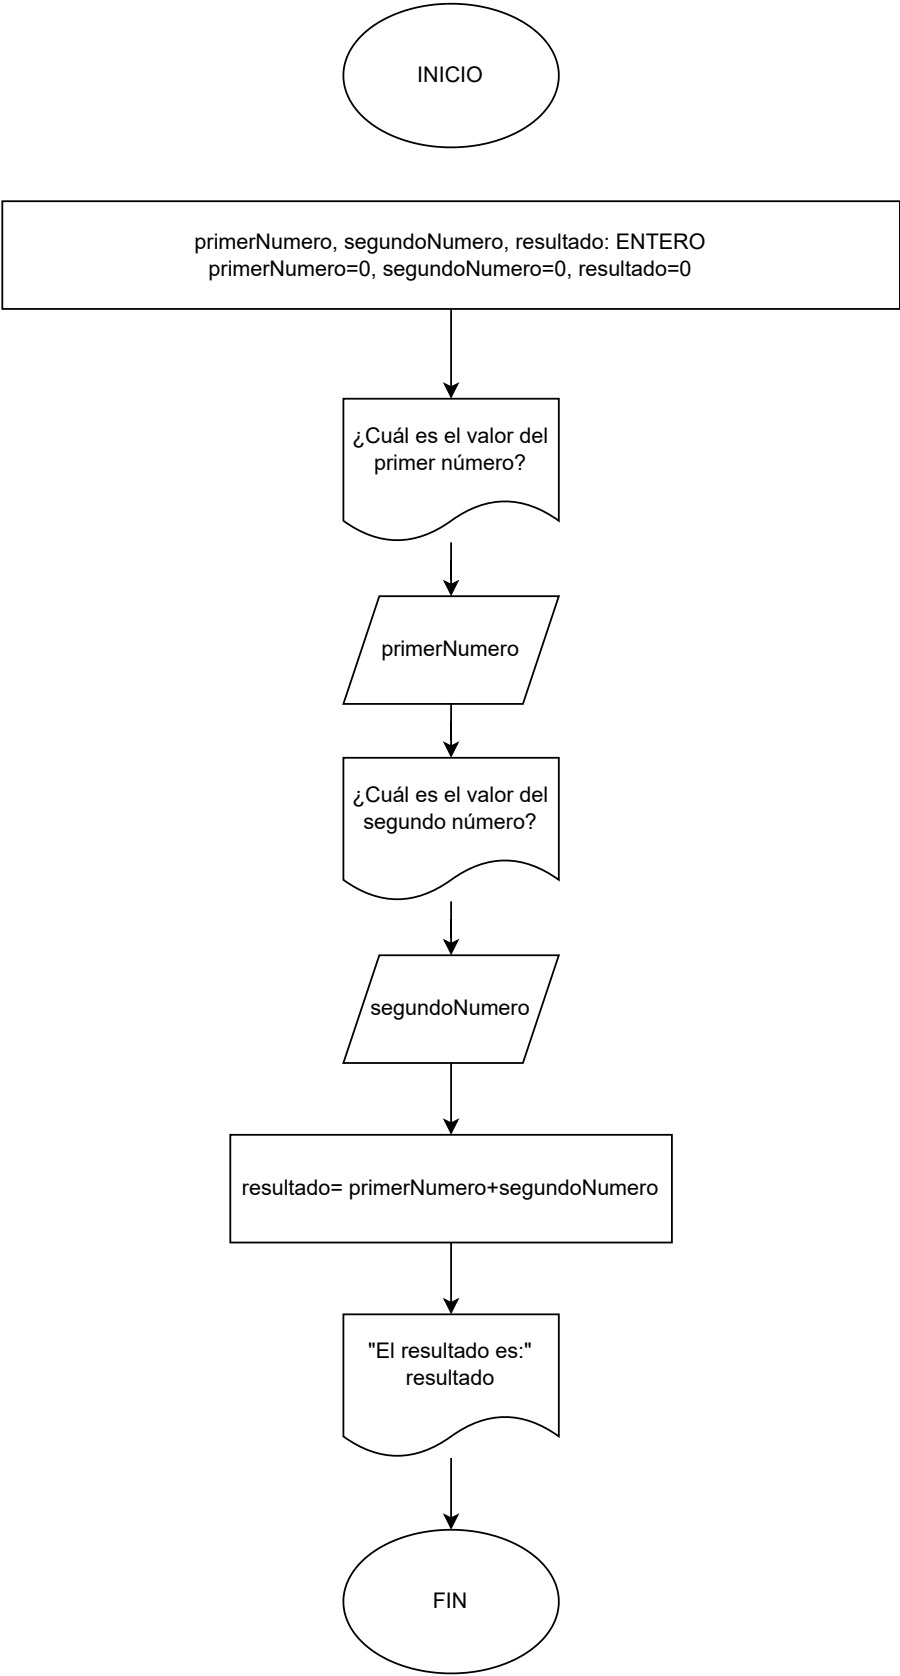 INICIO
primerNumero, segundoNumero, resultado: ENTERO
primerNumero=0, segundoNumero=0, resultado=0
¿Cuál es el valor del
primer número?
primerNumero
¿Cuál es el valor del
segundo número?
segundoNumero
resultado= primerNumero+segundoNumero
"El resultado es:"
resultado
FIN